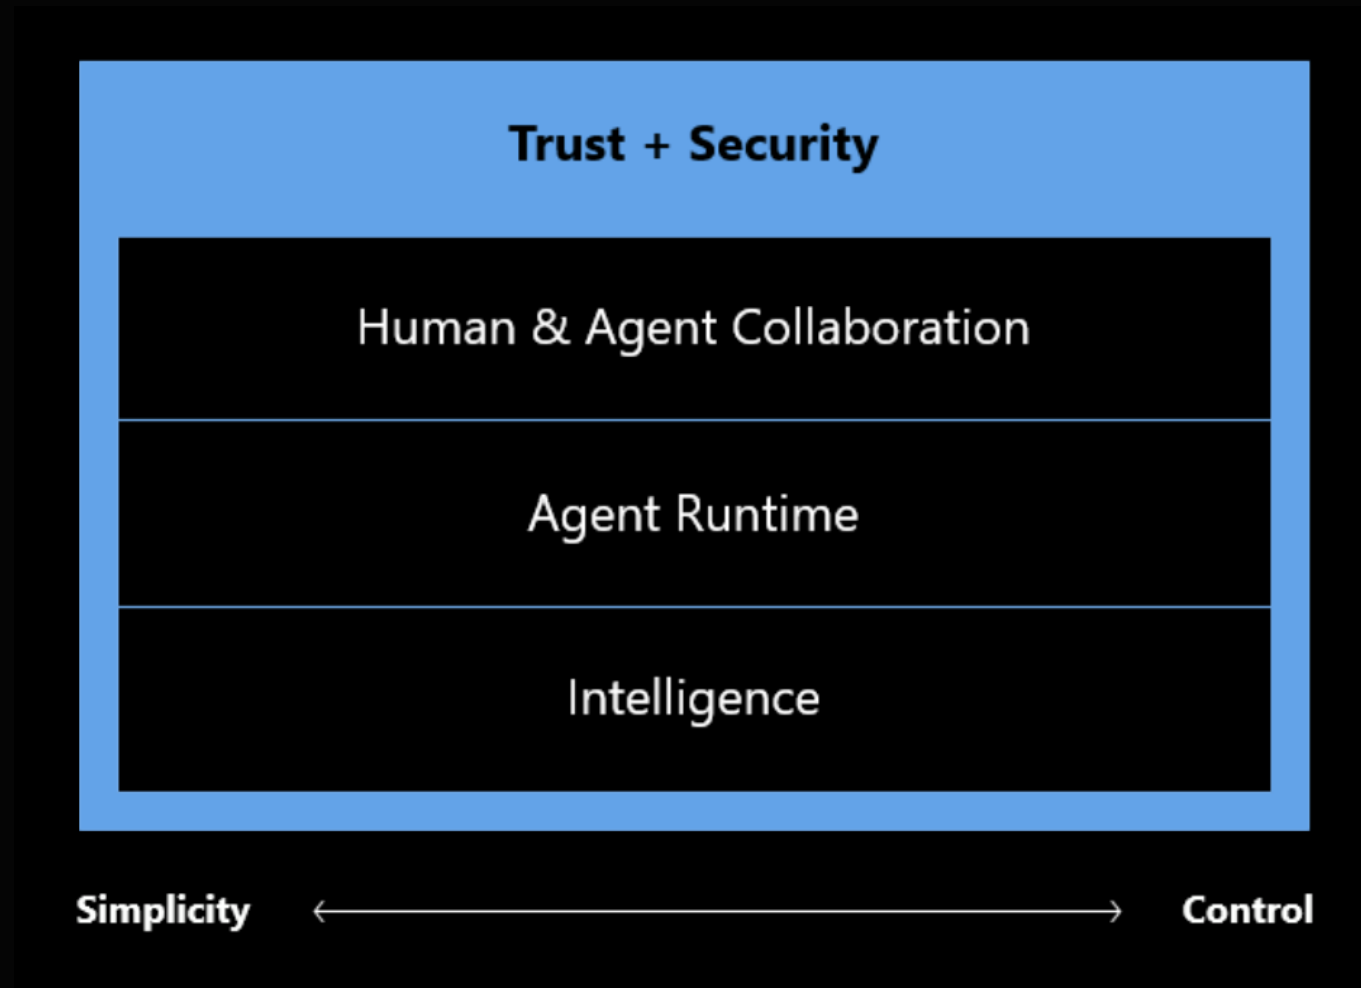 Trust + Security
Human & Agent Collaboration
Agent Runtime
Intelligence
Simplicity
Control